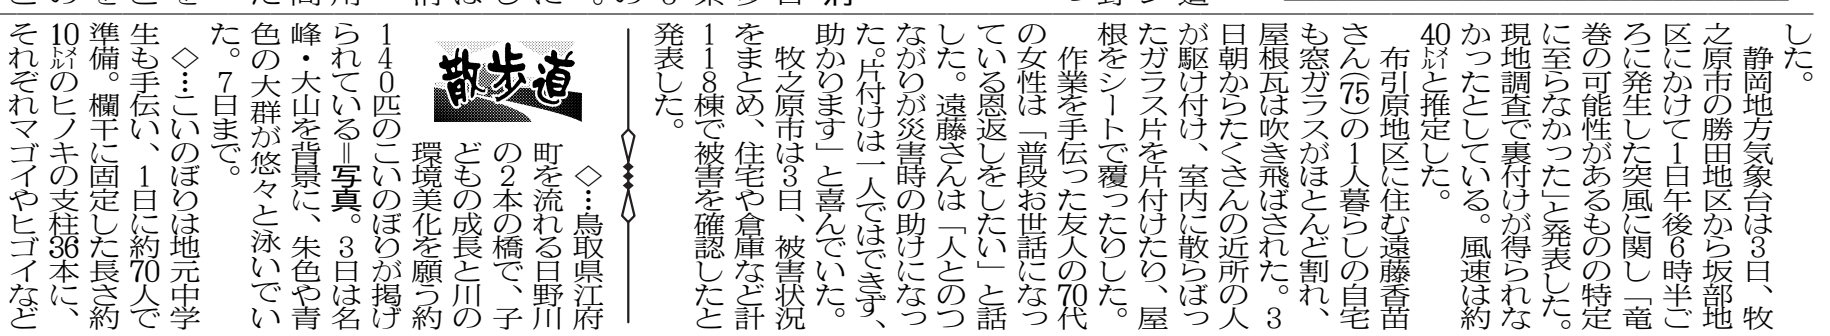 した。
静岡地方気象台は3日、牧
之原市の勝田地区から坂部地
区にかけて1日午後6時半ご
ろに発生した突風に関し「竜
巻の可能性があるものの特定
に至らなかった」と発表した。
現地調査で裏付けが得られな
かったとしている。風速は約
40㍍と推定した。
布引原地区に住む遠藤香苗
さん(75)の1人暮らしの自宅
も窓ガラスがほとんど割れ、
屋根瓦は吹き飛ばされた。3
日朝からたくさんの近所の人
が駆け付け、室内に散らばっ
たガラス片を片付けたり、屋
根をシートで覆ったりした。
作業を手伝った友人の70代
の女性は「普段お世話になっ
ている恩返しをしたい」と話
した。遠藤さんは「人とのつ
ながりが災害時の助けになっ
た。片付けは一人ではできず、
助かります」と喜んでいた。
牧之原市は3日、被害状況
をまとめ、住宅や倉庫など計
118棟で被害を確認したと
発表した。
散歩道
◇…鳥取県江府
町を流れる日野川
の2本の橋で、子
どもの成長と川の
環境美化を願う約
140匹のこいのぼりが掲げ
られている＝写真。3日は名
峰・大山を背景に、朱色や青
色の大群が悠々と泳いでい
た。7日まで。
◇…こいのぼりは地元中学
生も手伝い、1日に約70人で
準備。欄干に固定した長さ約
10㍍のヒノキの支柱36本に、
それぞれマゴイやヒゴイなど